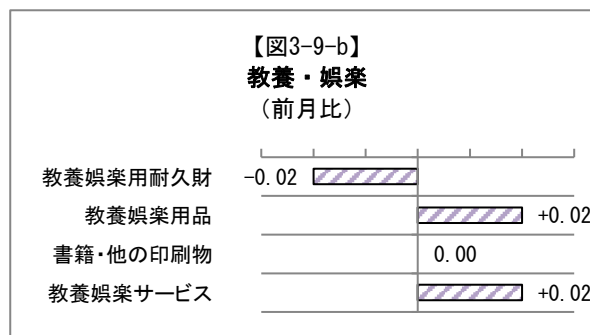 【図3-9-b】
教養・娯楽
（前月比）
教養娯楽用耐久財 -0.02
教養娯楽用品 +0.02
書籍・他の印刷物 0.00
教養娯楽サービス +0.02